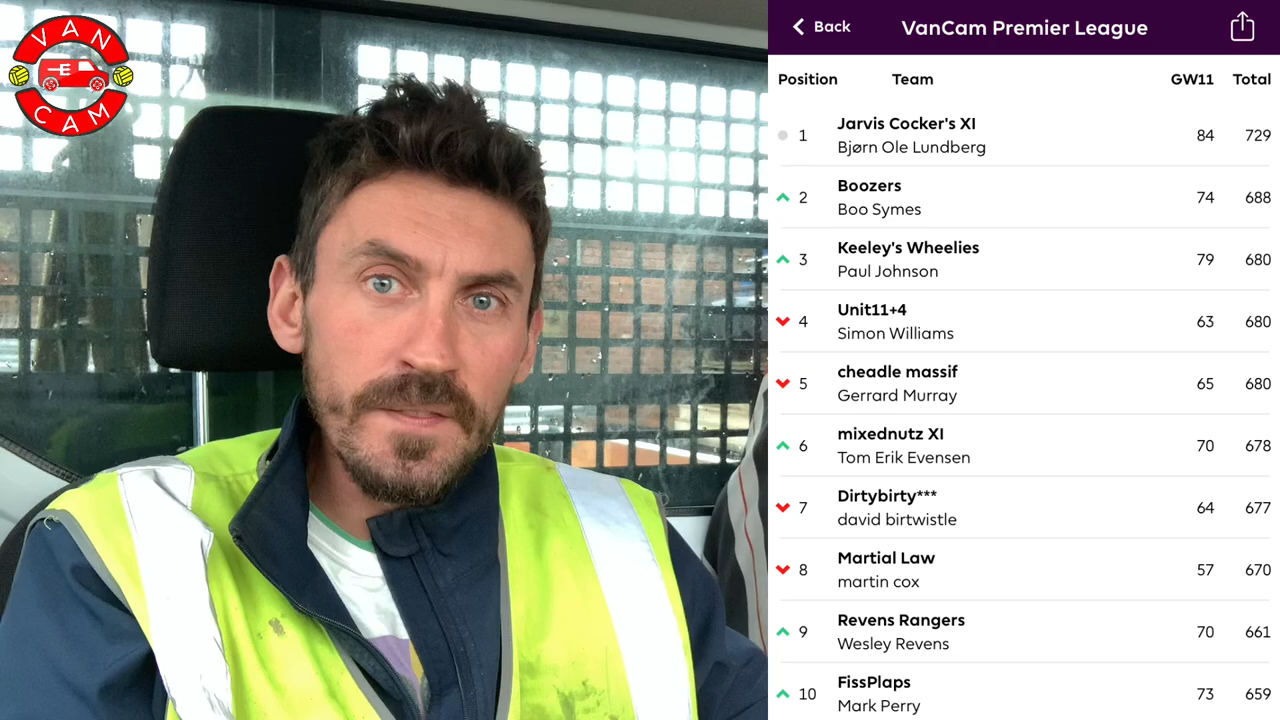 VAN
E
CAM
Back
VanCam Premier League
Position Team GW11 Total
1 Jarvis Cocker's XI 84 729
Bjørn Ole Lundberg
2 Boozers 74 688
Boo Symes
3 Keeley's Wheelies 79 680
Paul Johnson
4 Unit11+4 63 680
Simon Williams
5 cheadle massif 65 680
Gerrard Murray
6 mixednutz XI 70 678
Tom Erik Evensen
7 Dirtybirty*** 64 677
david birtwistle
8 Martial Law 57 670
martin cox
9 Revens Rangers 70 661
Wesley Revens
10 FissPlaps 73 659
Mark Perry